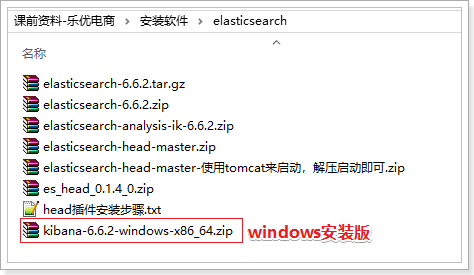 课前资料-乐优电商 > 安装软件 > elasticsearch
名称
elasticsearch-6.6.2.tar.gz
elasticsearch-6.6.2.zip
elasticsearch-analysis-ik-6.6.2.zip
elasticsearch-head-master.zip
elasticsearch-head-master-使用tomcat来启动，解压启动即可.zip
es_head_0.1.4_0.zip
head插件安装步骤.txt
kibana-6.6.2-windows-x86_64.zip windows安装版